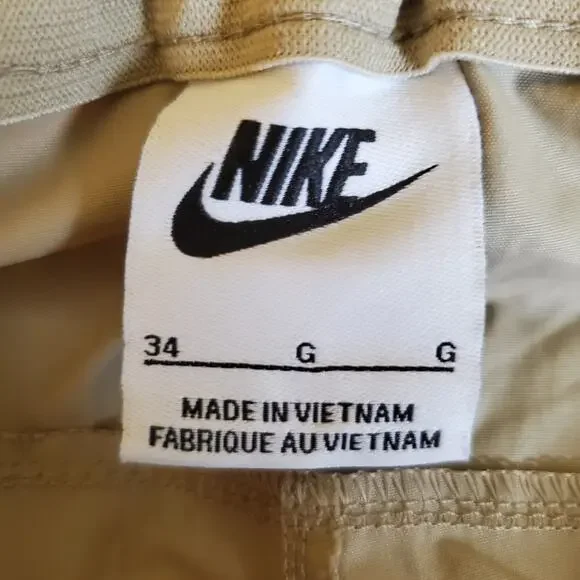 NIKE
34 G G
MADE IN VIETNAM
FABRIQUE AU VIETNAM